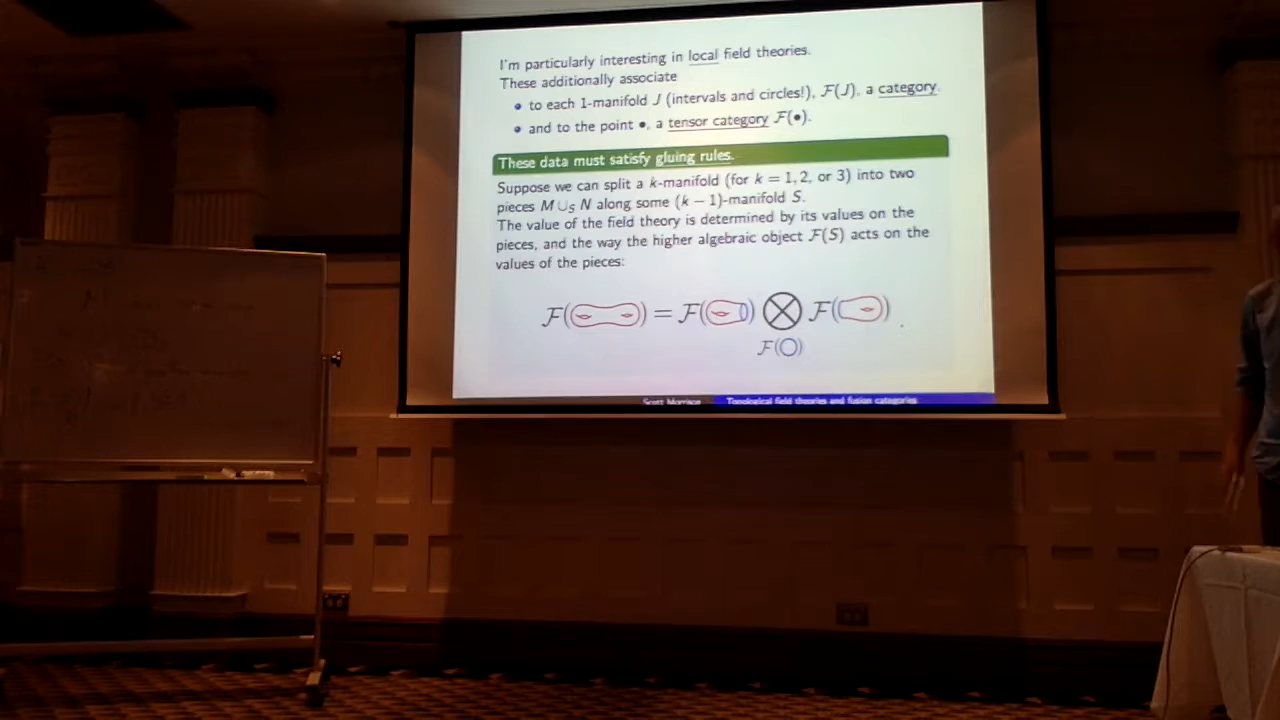 I'm particularly interesting in local field theories.
These additionally associate
• to each 1-manifold J (intervals and circles!), F(J), a category.
• and to the point •, a tensor category F(•).
These data must satisfy gluing rules.
Suppose we can split a k-manifold (for k = 1, 2, or 3) into two
pieces M ∪_S N along some (k − 1)-manifold S.
The value of the field theory is determined by its values on the
pieces, and the way the higher algebraic object F(S) acts on the
values of the pieces:
F( ) = F( ) ⊗ F( )
F(○)
Scott Morrison Topological field theories and fusion categories